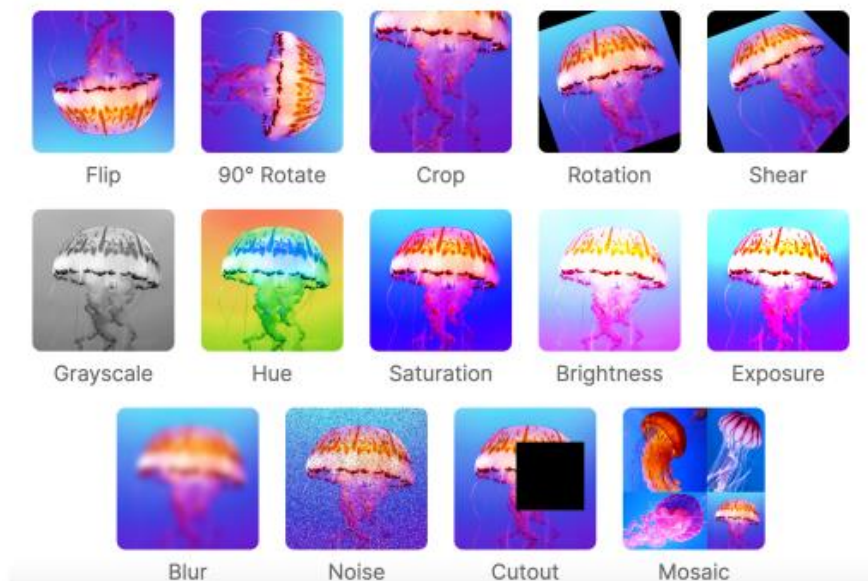 Flip
90° Rotate
Crop
Rotation
Shear
Grayscale
Hue
Saturation
Brightness
Exposure
Blur
Noise
Cutout
Mosaic